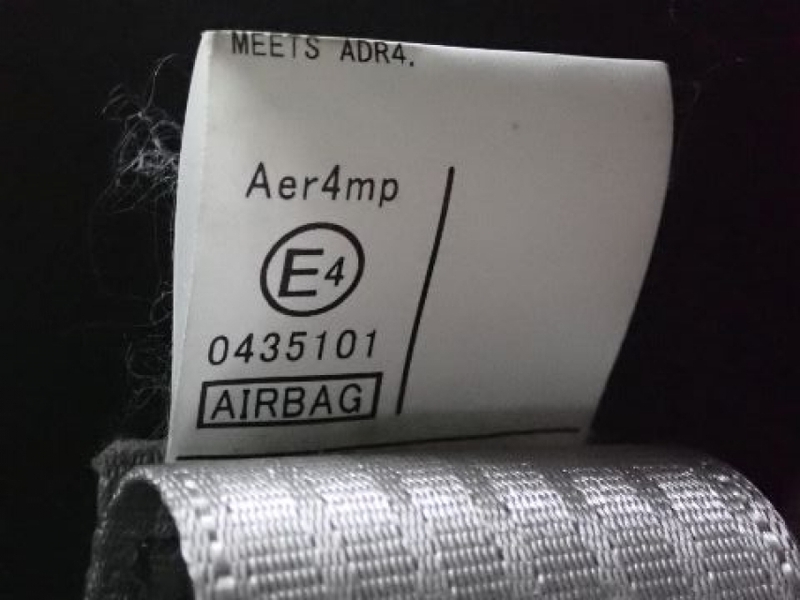 MEETS ADR4.
Aer4mp
E4
0435101
AIRBAG